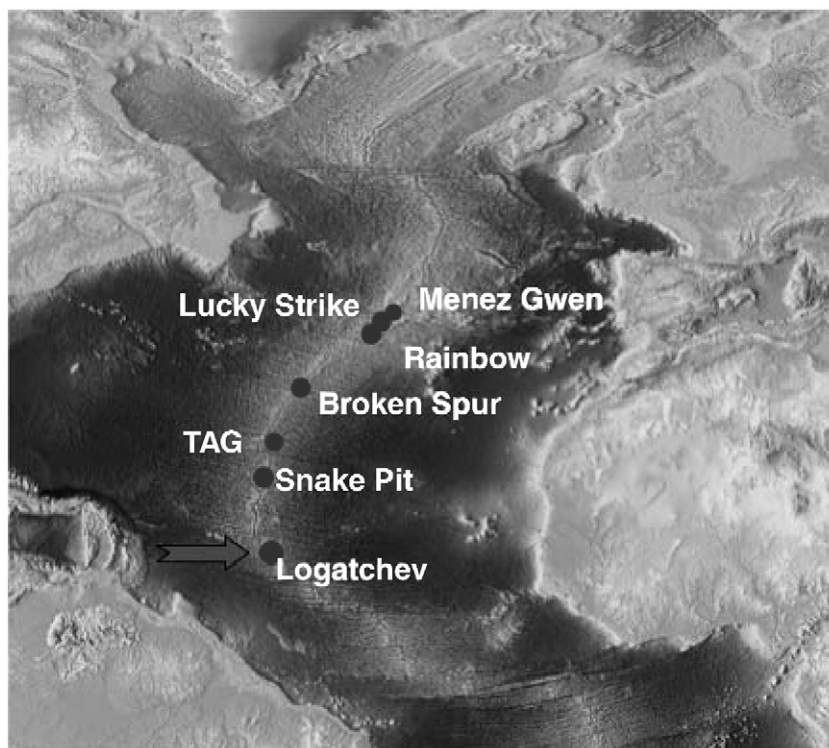 Lucky Strike
Menez Gwen
Rainbow
Broken Spur
TAG
Snake Pit
Logatchev